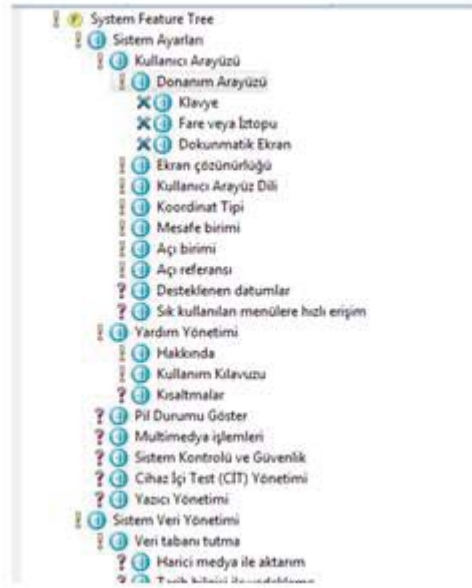 System Feature Tree
Sistem Ayarları
Kullanıcı Arayüzü
Donanım Arayüzü
Klavye
Fare veya İztopu
Dokunmatik Ekran
Ekran çözünürlüğü
Kullanıcı Arayüz Dili
Koordinat Tipi
Mesafe birimi
Açı birimi
Açı referansı
Desteklenen datumlar
Sık kullanılan menülere hızlı erişim
Yardım Yönetimi
Hakkında
Kullanım Kılavuzu
Kısaltmalar
Pil Durumu Göster
Multimedya işlemleri
Sistem Kontrolü ve Güvenlik
Cihaz İçi Test (CİT) Yönetimi
Yazıcı Yönetimi
Sistem Veri Yönetimi
Veri tabanı tutma
Harici medya ile aktarım